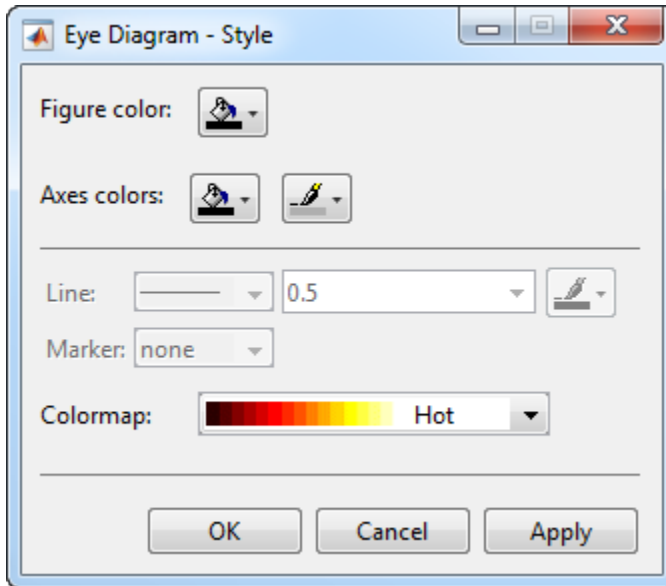 Eye Diagram - Style
Figure color:
Axes colors:
Line: 0.5
Marker: none
Colormap: Hot
OK Cancel Apply